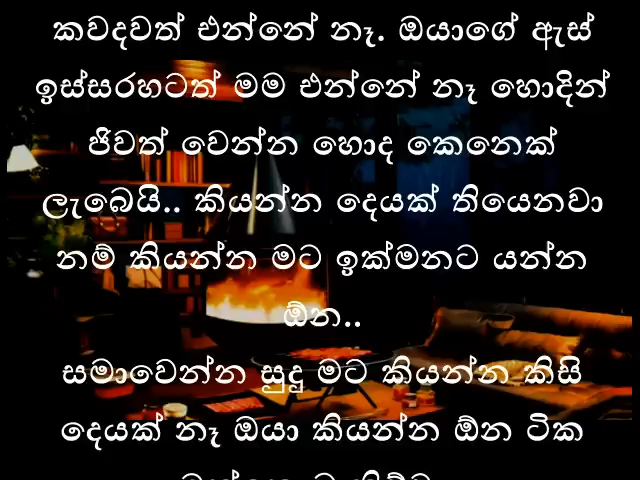 කවදවත් එන්නේ නෑ. ඔයාගේ ඇස්
ඉස්සරහටත් මම එන්නේ නෑ හොදින්
ජිවත් වෙන්න හොද කෙනෙක්
ලැබෙයි.. කියන්න දෙයක් තියෙනවා
නම් කියන්න මට ඉක්මනට යන්න
ඕන..
සමාවෙන්න සුදු මට කියන්න කිසි
දෙයක් නෑ ඔයා කියන්න ඕන ටික